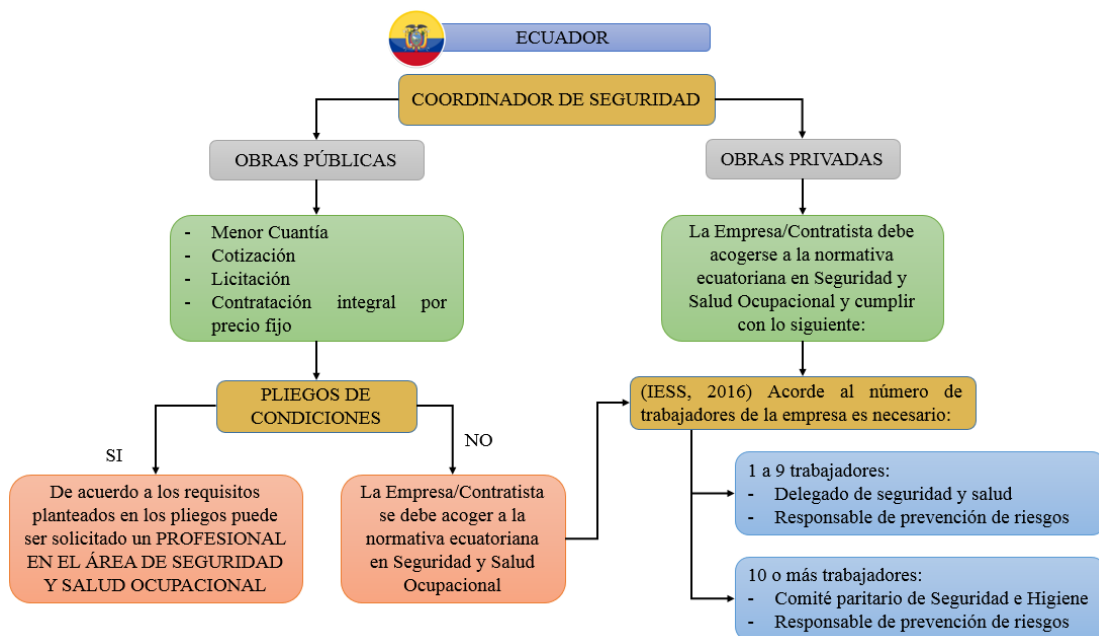 ECUADOR
COORDINADOR DE SEGURIDAD
OBRAS PÚBLICAS
OBRAS PRIVADAS
- Menor Cuantía
- Cotización
- Licitación
- Contratación integral por
precio fijo
La Empresa/Contratista debe
acogerse a la normativa
ecuatoriana en Seguridad y
Salud Ocupacional y cumplir
con lo siguiente:
PLIEGOS DE
CONDICIONES
(IESS, 2016) Acorde al número de
trabajadores de la empresa es necesario:
SI
NO
De acuerdo a los requisitos
planteados en los pliegos puede
ser solicitado un PROFESIONAL
EN EL ÁREA DE SEGURIDAD
Y SALUD OCUPACIONAL
La Empresa/Contratista
se debe acoger a la
normativa ecuatoriana
en Seguridad y Salud
Ocupacional
1 a 9 trabajadores:
- Delegado de seguridad y salud
- Responsable de prevención de riesgos
10 o más trabajadores:
- Comité paritario de Seguridad e Higiene
- Responsable de prevención de riesgos